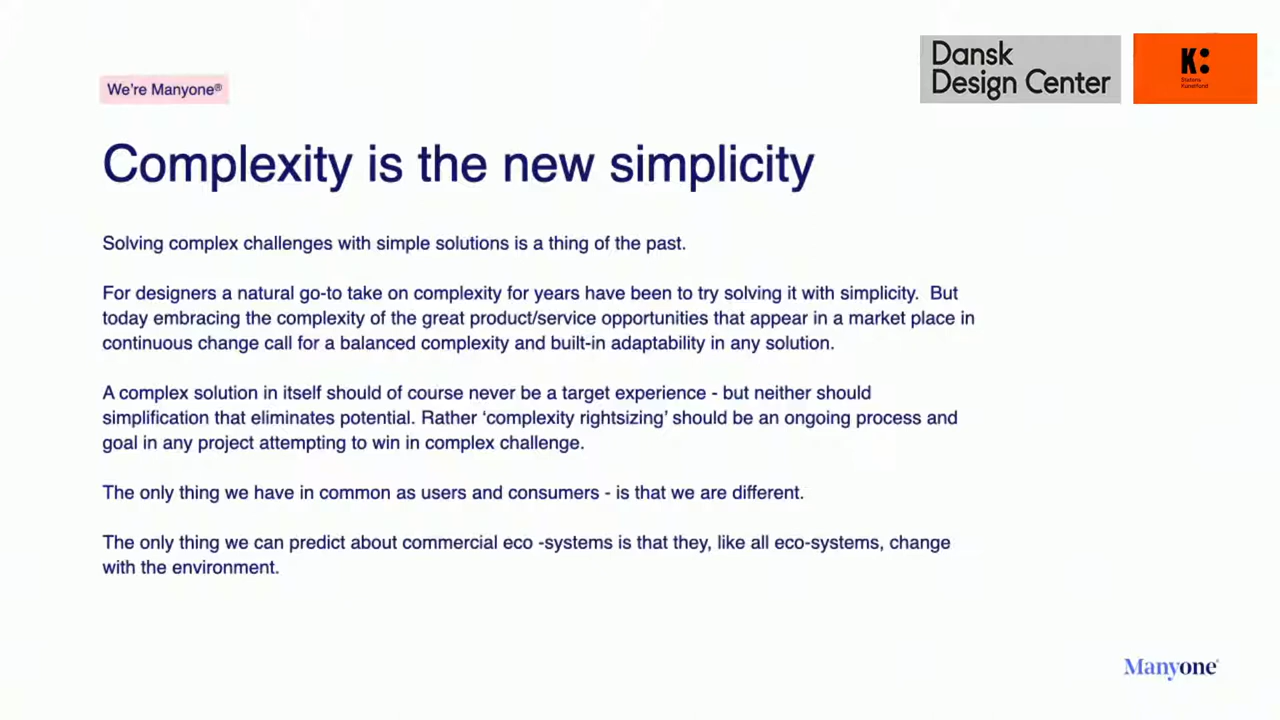 Dansk
Design Center
K:
Statens
Kunstfond
We're Manyone®
Complexity is the new simplicity
Solving complex challenges with simple solutions is a thing of the past.
For designers a natural go-to take on complexity for years have been to try solving it with simplicity.  But
today embracing the complexity of the great product/service opportunities that appear in a market place in
continuous change call for a balanced complexity and built-in adaptability in any solution.
A complex solution in itself should of course never be a target experience - but neither should
simplification that eliminates potential. Rather ‘complexity rightsizing’ should be an ongoing process and
goal in any project attempting to win in complex challenge.
The only thing we have in common as users and consumers - is that we are different.
The only thing we can predict about commercial eco -systems is that they, like all eco-systems, change
with the environment.
Manyone®